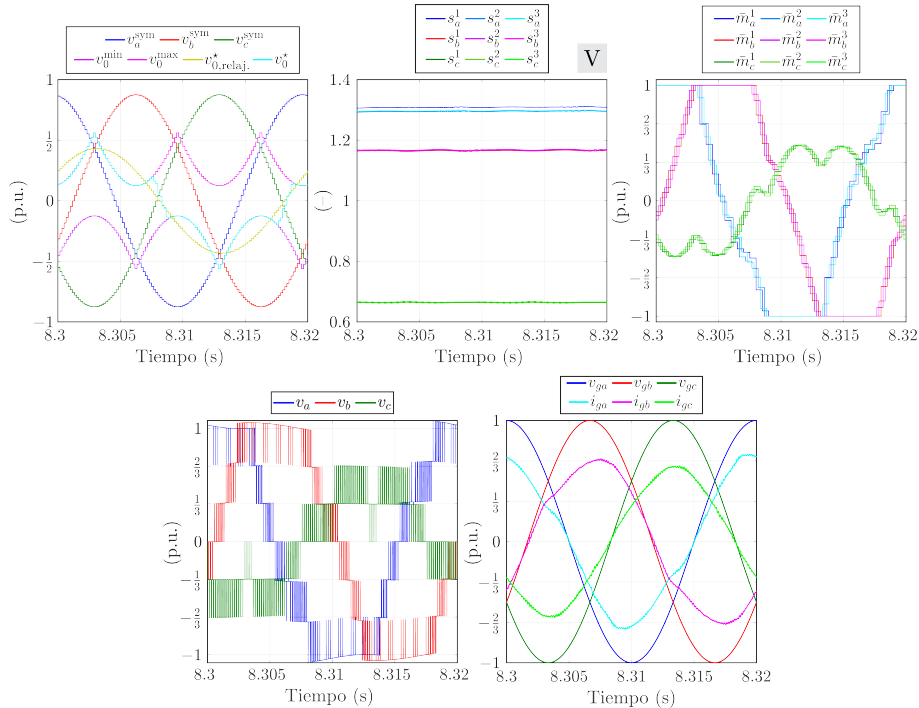 v_a^sym v_b^sym v_c^sym
v_0^min v_0^max v_{0,relaj.}^⋆ v_0^⋆
1
1/2
0
−1/2
−1
8.3 8.305 8.31 8.315 8.32
(p.u.)
Tiempo (s)
s_a^1 s_a^2 s_a^3
s_b^1 s_b^2 s_b^3
s_c^1 s_c^2 s_c^3
V
1.4
1.2
1
0.8
0.6
8.3 8.305 8.31 8.315 8.32
(−)
Tiempo (s)
m̄_a^1 m̄_a^2 m̄_a^3
m̄_b^1 m̄_b^2 m̄_b^3
m̄_c^1 m̄_c^2 m̄_c^3
1
2/3
1/3
0
−1/3
−2/3
−1
8.3 8.305 8.31 8.315 8.32
(p.u.)
Tiempo (s)
v_a v_b v_c
1
2/3
1/3
0
−1/3
−2/3
−1
8.3 8.305 8.31 8.315 8.32
(p.u.)
Tiempo (s)
v_ga v_gb v_gc
i_ga i_gb i_gc
1
2/3
1/3
0
−1/3
−2/3
−1
8.3 8.305 8.31 8.315 8.32
(p.u.)
Tiempo (s)